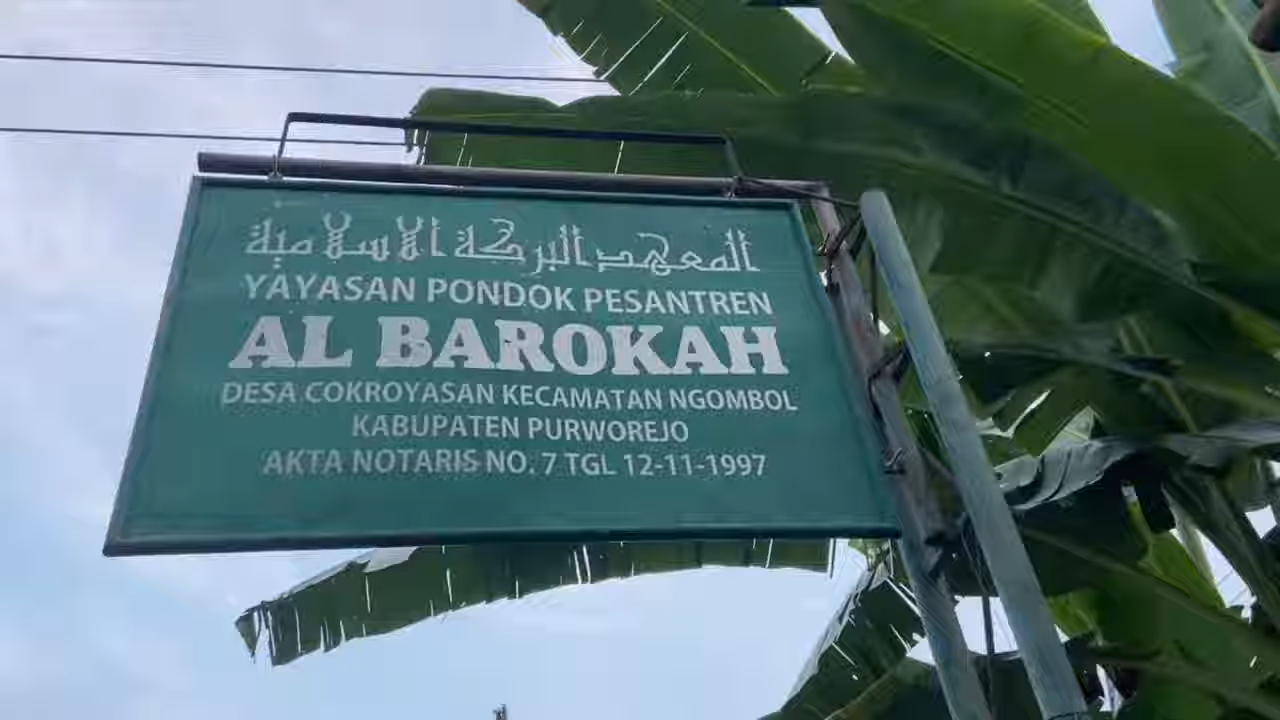 المعهد البركة الاسلامية
YAYASAN PONDOK PESANTREN
AL BAROKAH
DESA COKROYASAN KECAMATAN NGOMBOL
KABUPATEN PURWOREJO
AKTA NOTARIS NO. 7 TGL 12-11-1997